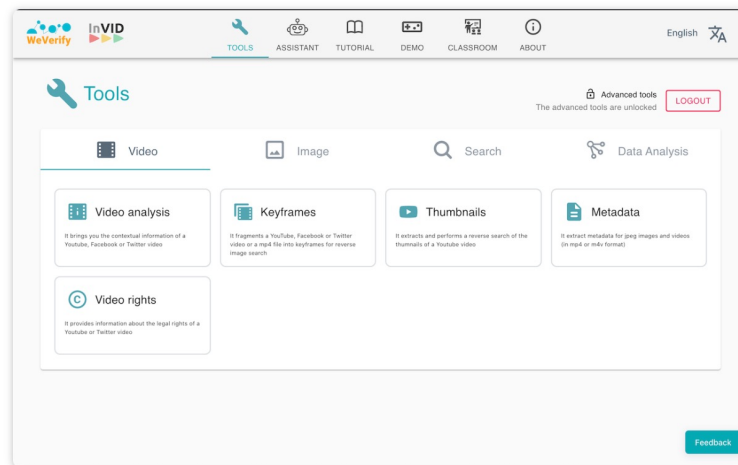 WeVerify
InVID
TOOLS
ASSISTANT
TUTORIAL
DEMO
CLASSROOM
ABOUT
English
Tools
Advanced tools
The advanced tools are unlocked
LOGOUT
Video
Image
Search
Data Analysis
Video analysis
It brings you the contextual information of a
Youtube, Facebook or Twitter video
Keyframes
It fragments a YouTube, Facebook or Twitter
video or a mp4 file into keyframes for reverse
image search
Thumbnails
It extracts and performs a reverse search of the
thumnails of a Youtube video
Metadata
It extract metadata for jpeg images and videos
(in mp4 or m4v format)
Video rights
It provides information about the legal rights of a
Youtube or Twitter video
Feedback